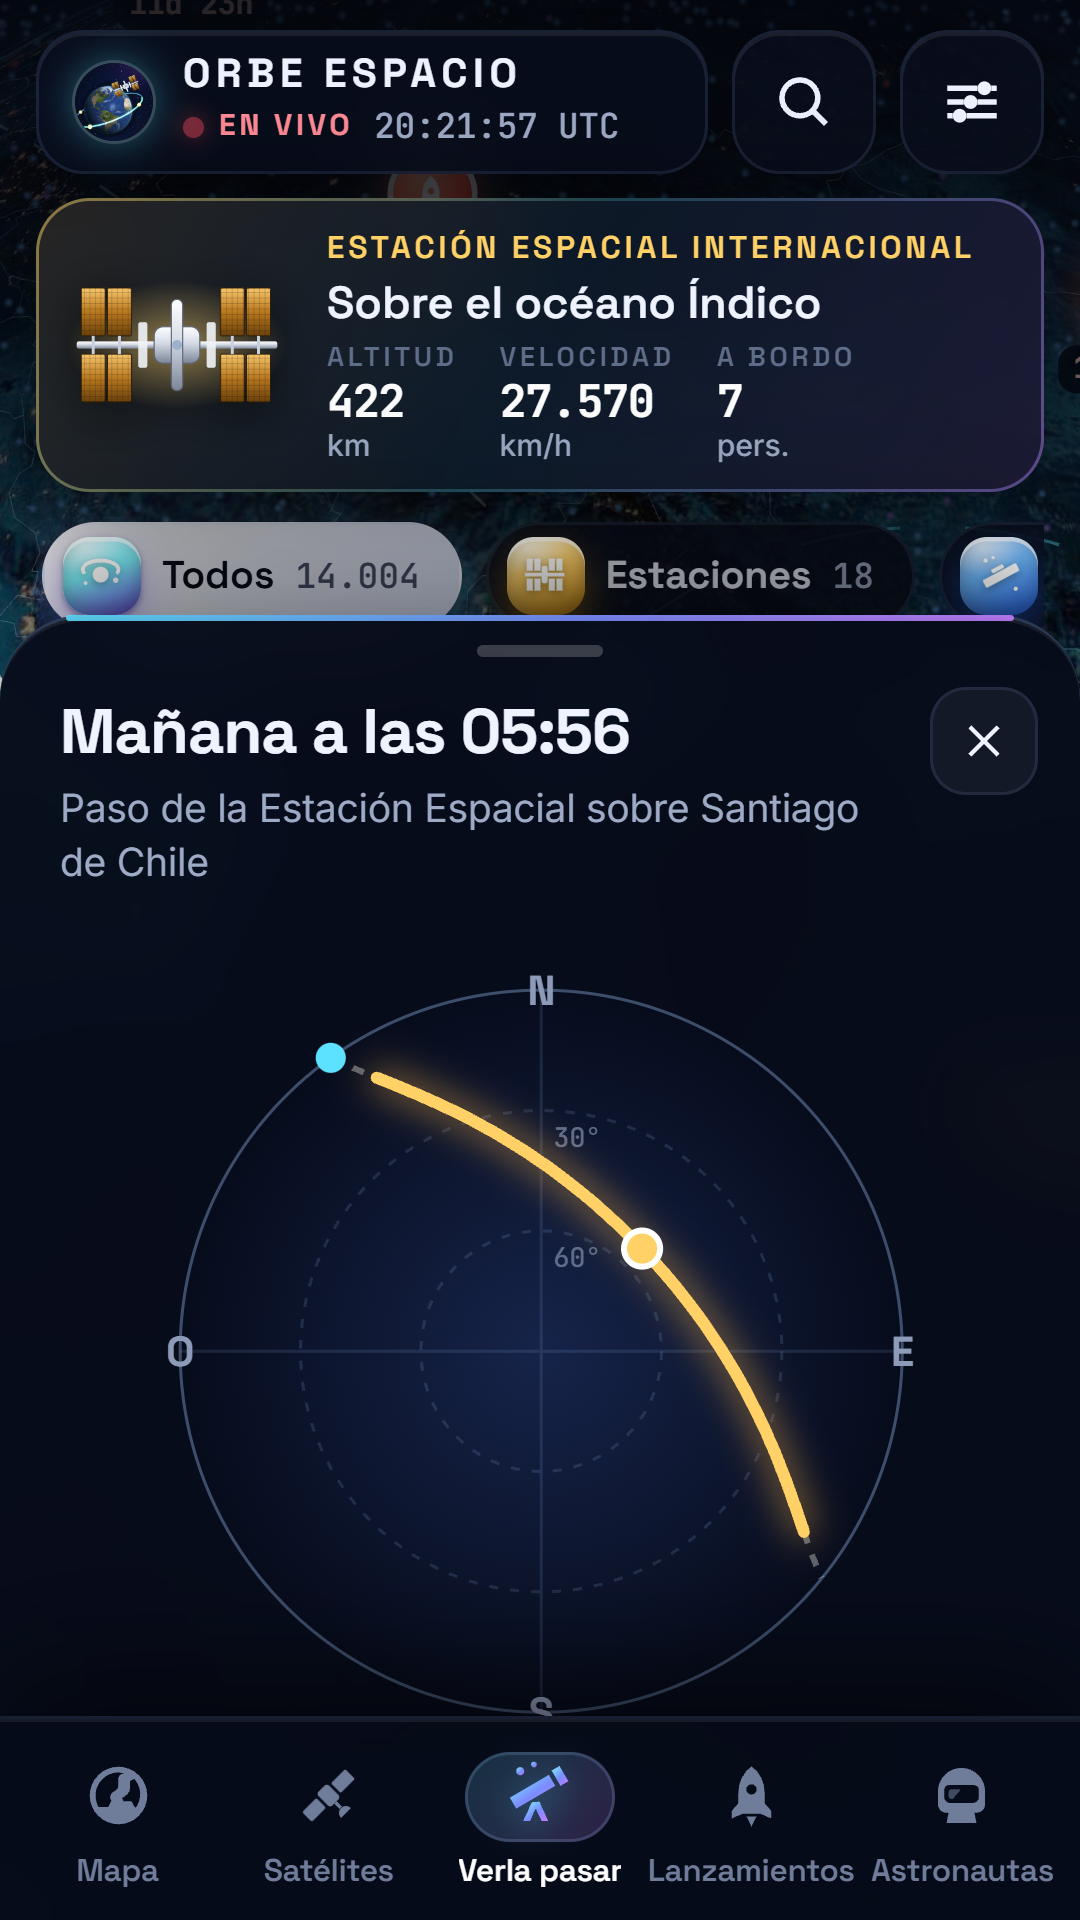 11d 23h
ORBE ESPACIO
EN VIVO 20:21:57 UTC
ESTACIÓN ESPACIAL INTERNACIONAL
Sobre el océano Índico
ALTITUD VELOCIDAD A BORDO
422 27.570 7
km km/h pers.
Todos 14.004 Estaciones 18
Mañana a las 05:56
Paso de la Estación Espacial sobre Santiago
de Chile
N
30°
60°
O E
S
Mapa Satélites Verla pasar Lanzamientos Astronautas